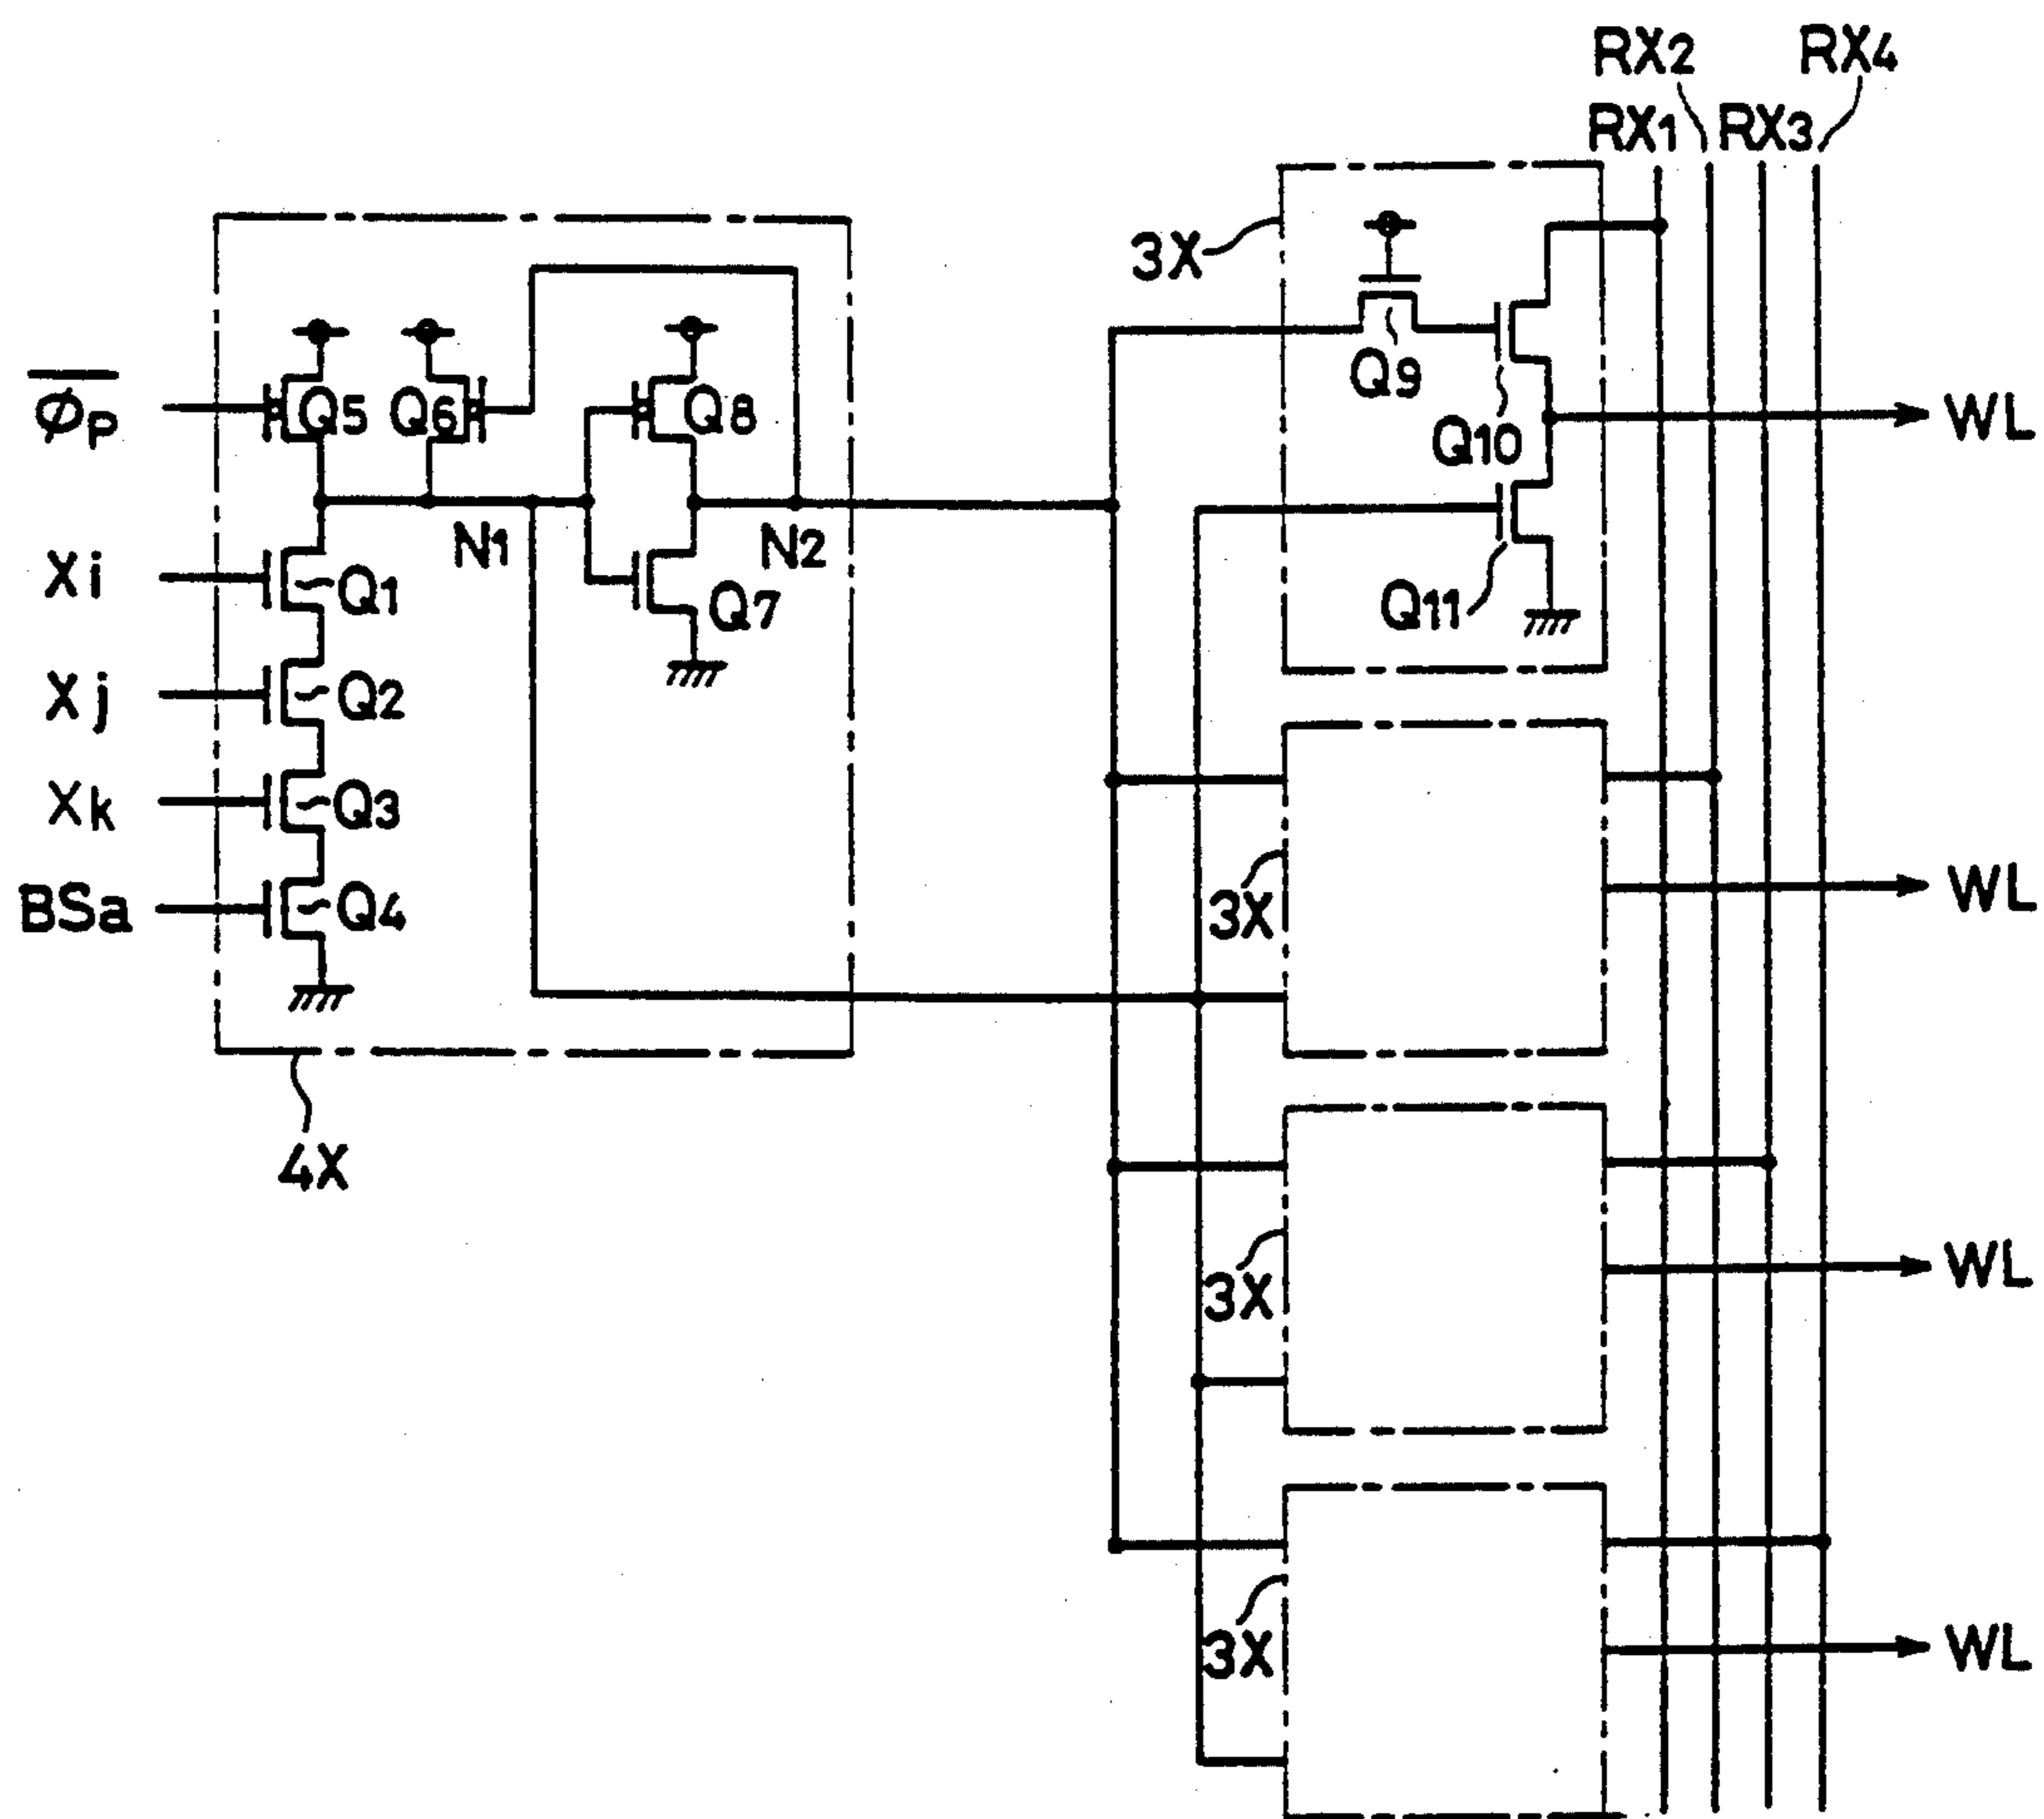 RX2 RX4
RX1 RX3
3X
Q9
φP
Q5 Q6 Q8
Q10
WL
N1 N2
Xi Q1
Q7
Q11
Xj Q2
Xk Q3
BSa Q4
3X
WL
4X
3X
WL
3X
WL